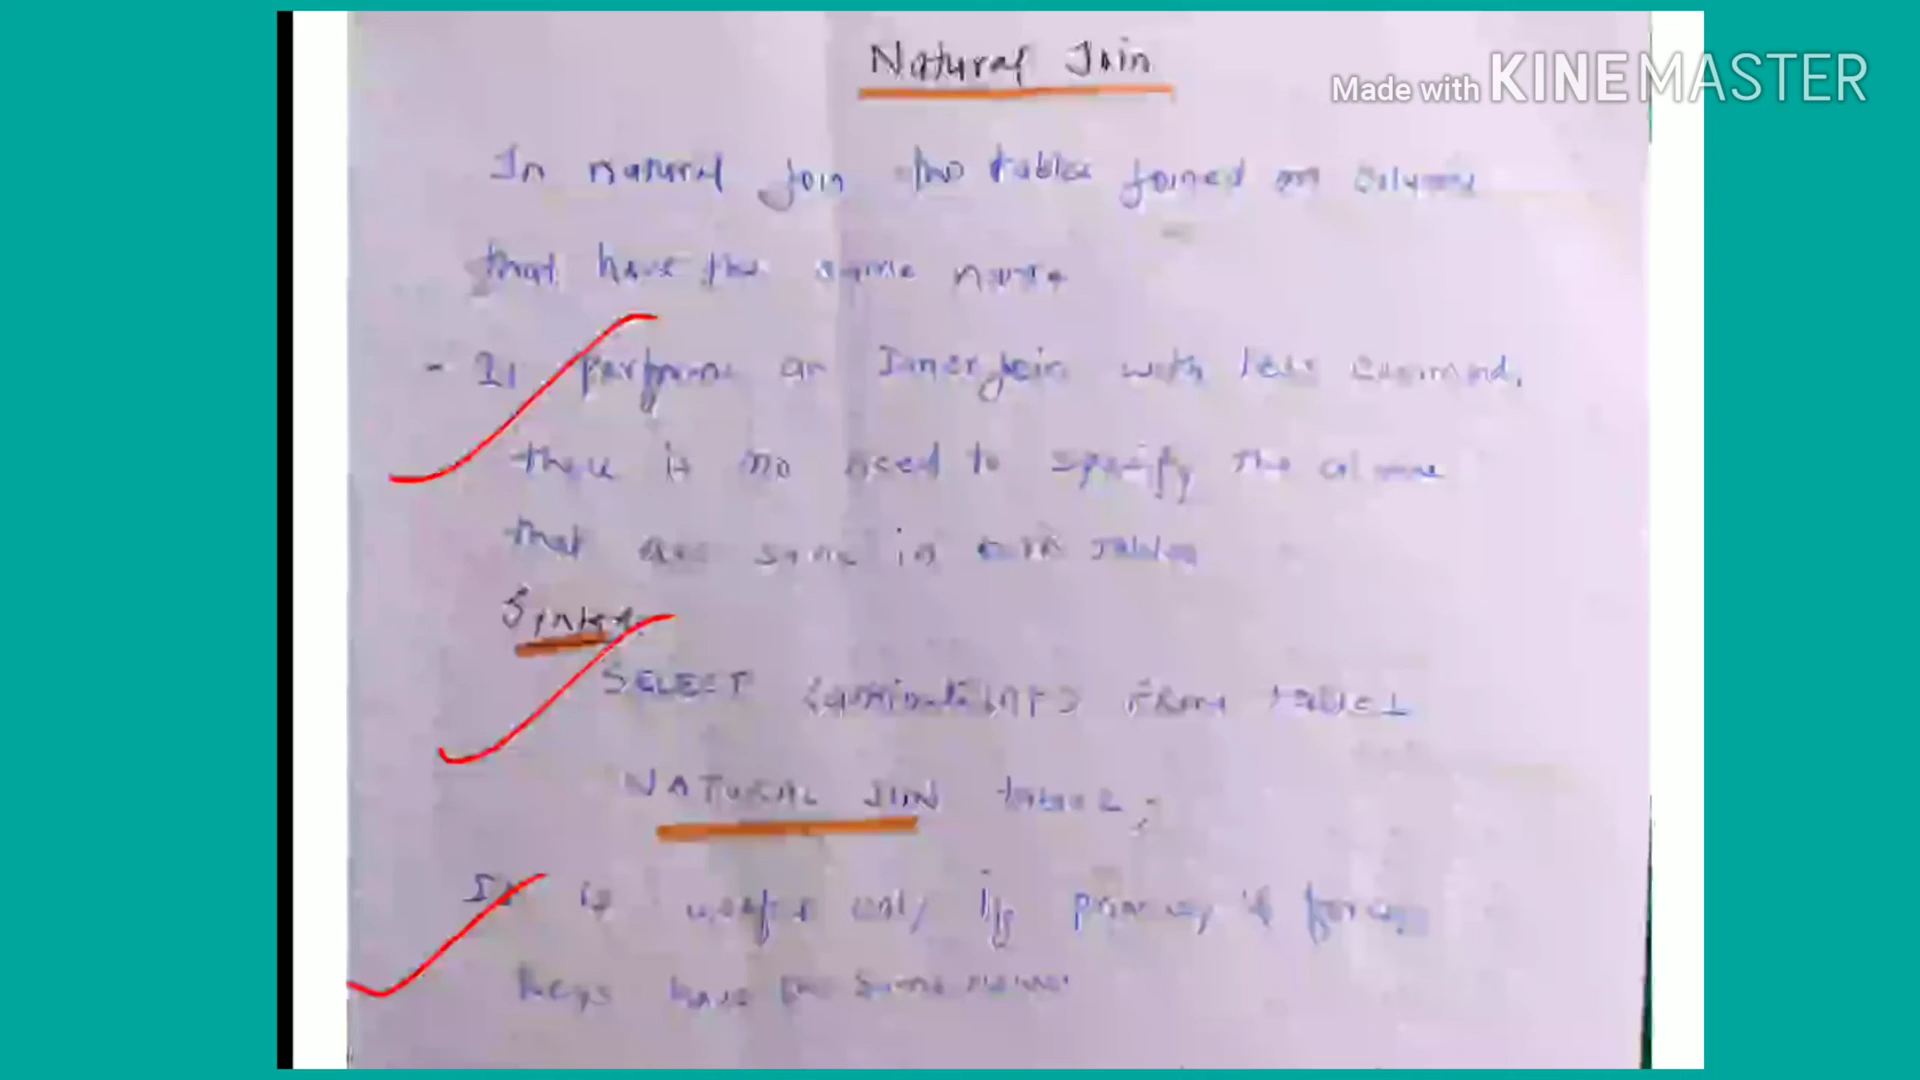 Natural Join
Made with KINEMASTER
In natural join two tables joined on columns
that have the same name
- It performs an Inner join with less command,
there is no need to specify the column
that are same in both tables
Syntax:
SELECT FROM table1
NATURAL JOIN table2;
It is useful only if primary & foreign
keys have the same name